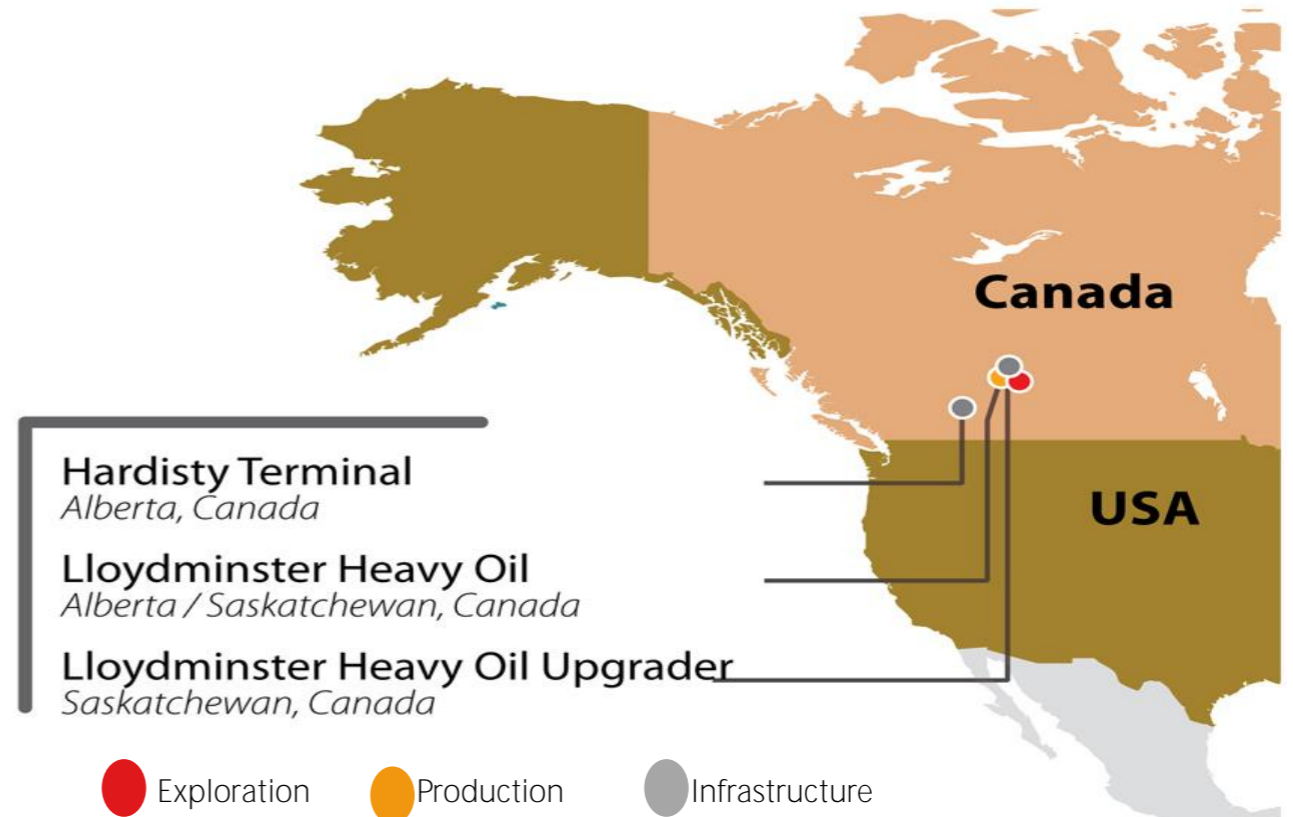 Canada
USA
Hardisty Terminal
Alberta, Canada
Lloydminster Heavy Oil
Alberta / Saskatchewan, Canada
Lloydminster Heavy Oil Upgrader
Saskatchewan, Canada
Exploration
Production
Infrastructure